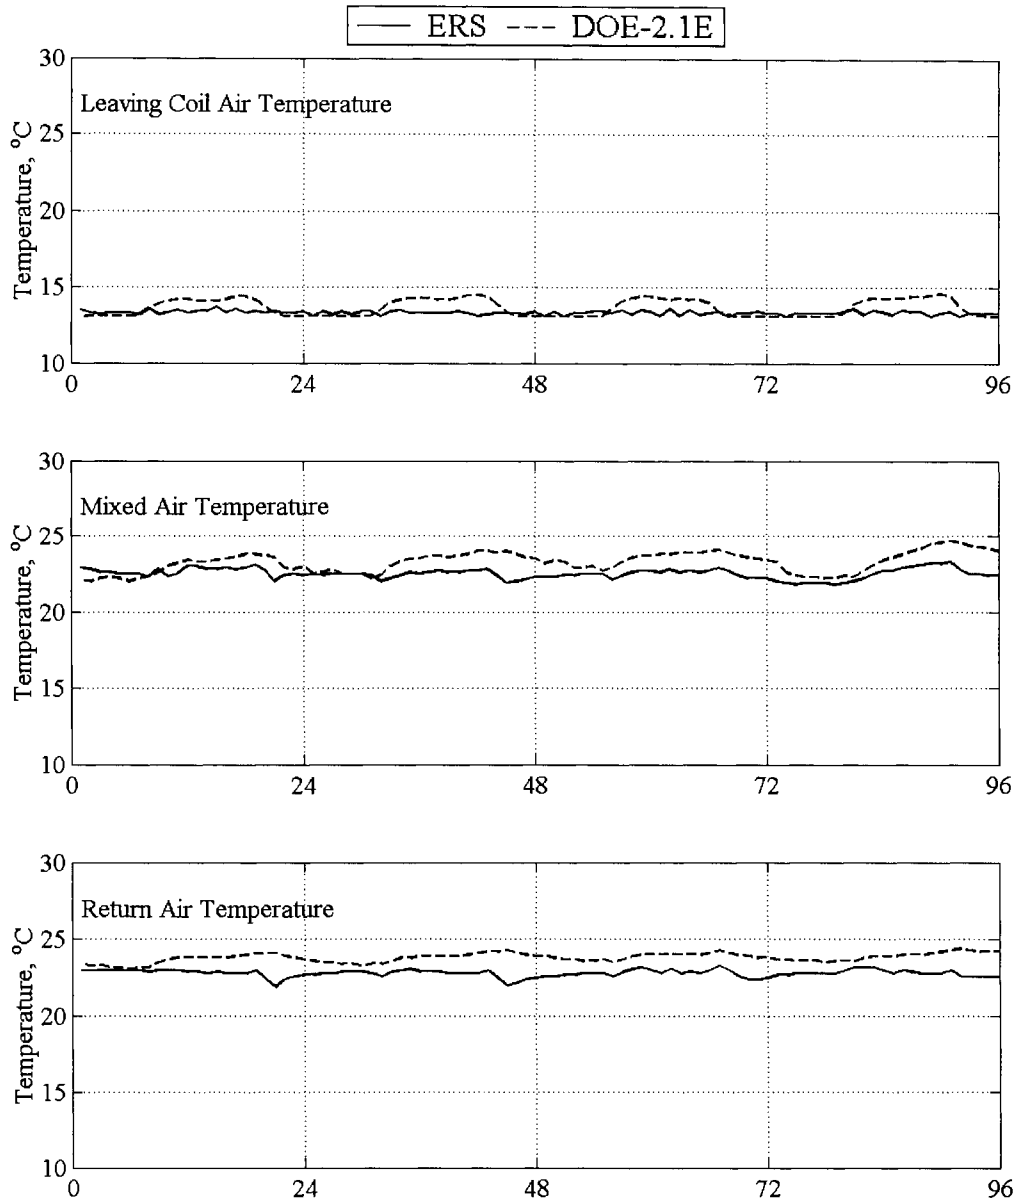 ERS DOE-2.1E
30
Leaving Coil Air Temperature
25
20
15
10
Temperature, °C
0 24 48 72 96
30
Mixed Air Temperature
25
20
15
10
Temperature, °C
0 24 48 72 96
30
Return Air Temperature
25
20
15
10
Temperature, °C
0 24 48 72 96